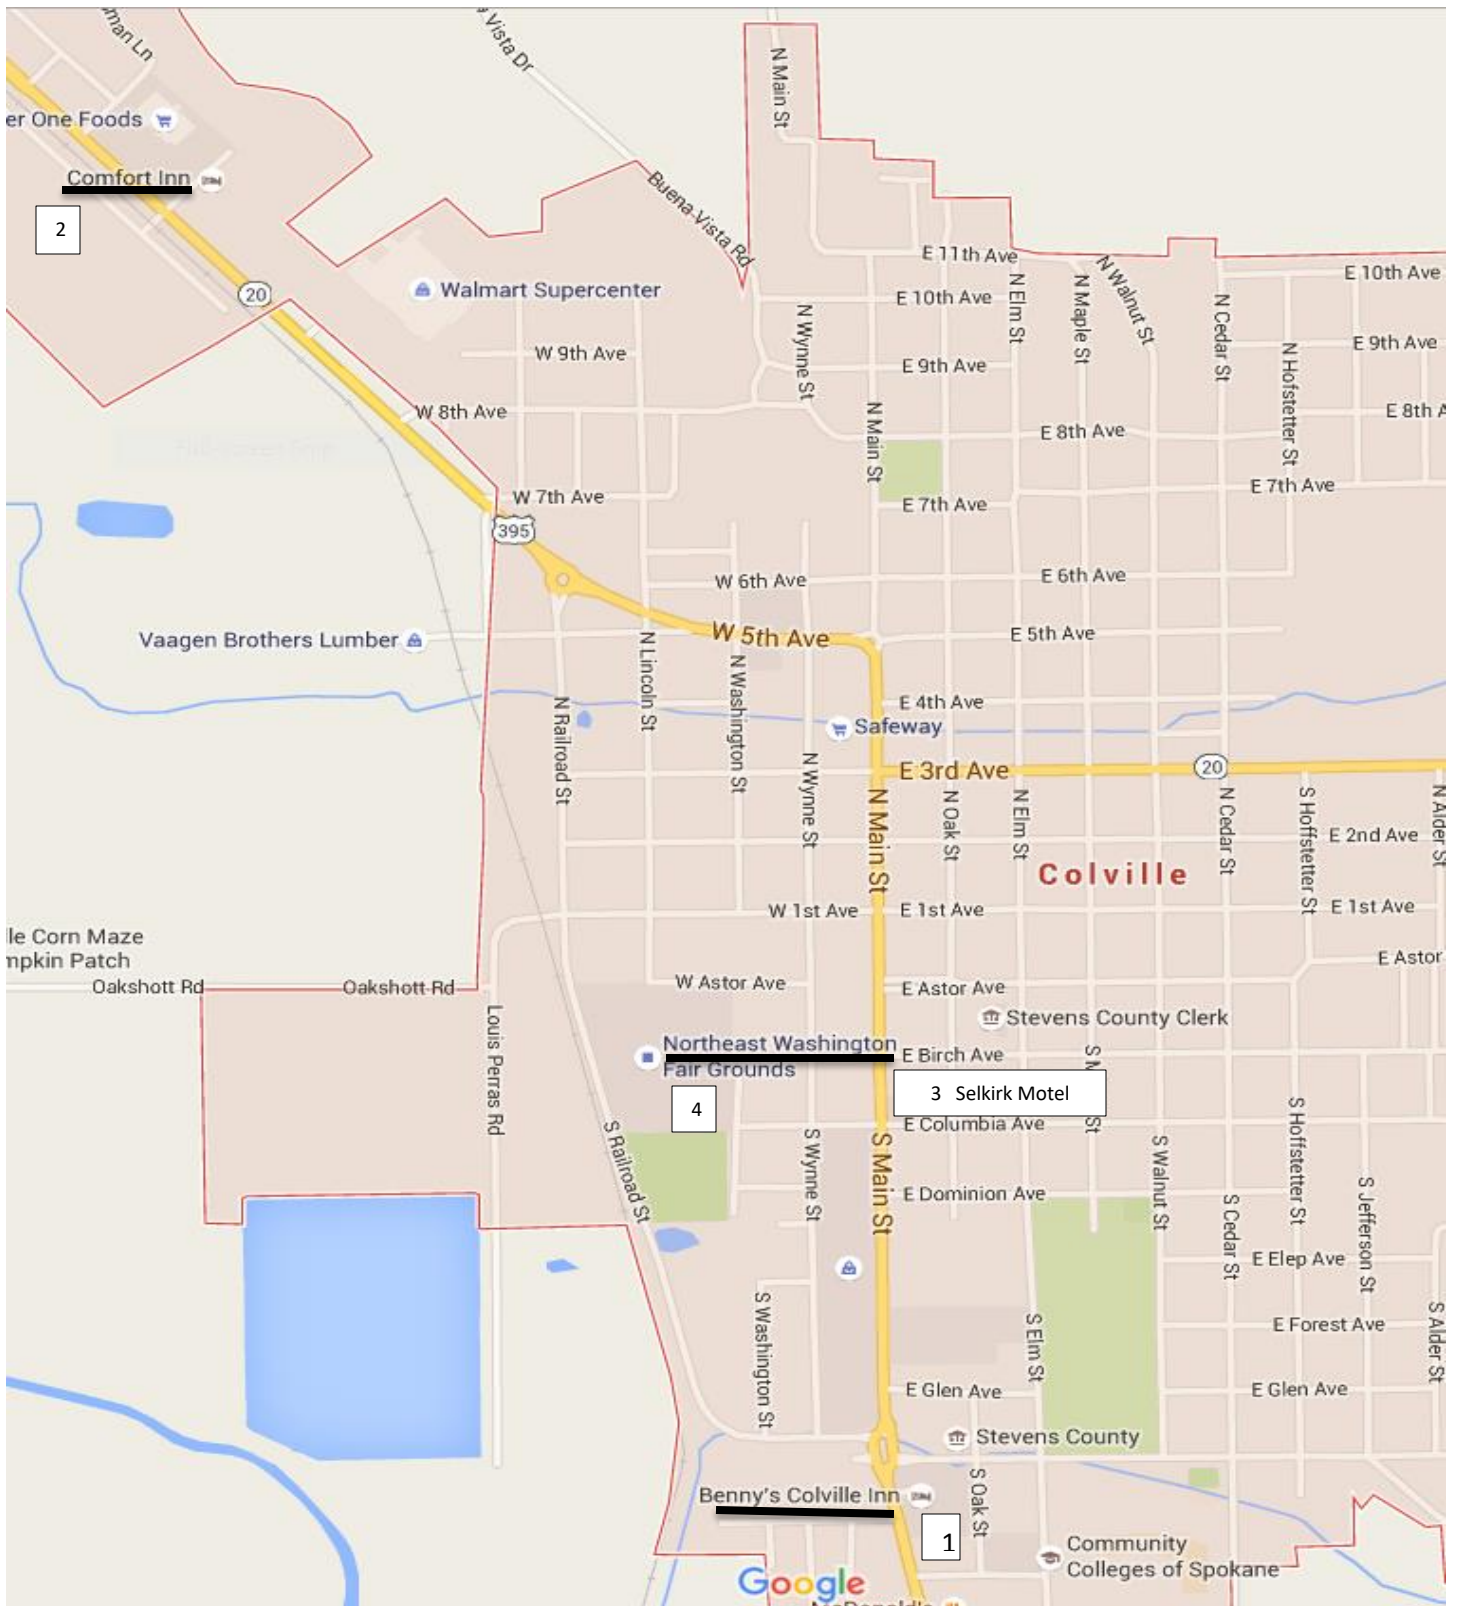 man Ln
y Vista Dr
N Main St
er One Foods
Comfort Inn
2
Buena Vista Rd
E 11th Ave
N Walnut St
E 10th Ave
20
Walmart Supercenter
E 10th Ave
N Elm St
N Maple St
N Cedar St
N Wynne St
W 9th Ave
E 9th Ave
E 9th Ave
N Hofstetter St
W 8th Ave
N Main St
E 8th Ave
E 8th A
W 7th Ave
E 7th Ave
E 7th Ave
395
W 6th Ave
E 6th Ave
Vaagen Brothers Lumber
W 5th Ave
E 5th Ave
N Lincoln St
N Washington St
N Railroad St
E 4th Ave
Safeway
E 3rd Ave
20
N Wynne St
N Main St
N Oak St
N Elm St
N Cedar St
S Hoffstetter St
N Alder St
E 2nd Ave
Colville
W 1st Ave
E 1st Ave
E 1st Ave
le Corn Maze
mpkin Patch
Oakshott Rd
Oakshott Rd
W Astor Ave
E Astor Ave
E Astor
Stevens County Clerk
Louis Perras Rd
Northeast Washington
Fair Grounds
E Birch Ave
S M
St
3 Selkirk Motel
4
E Columbia Ave
S Railroad St
S Wynne St
S Main St
S Walnut St
S Hoffstetter St
E Dominion Ave
S Cedar St
S Jefferson St
E Elep Ave
S Washington St
S Elm St
E Forest Ave
S Alder St
E Glen Ave
E Glen Ave
Stevens County
Benny's Colville Inn
S Oak St
1
Community
Colleges of Spokane
Google
McDonald's